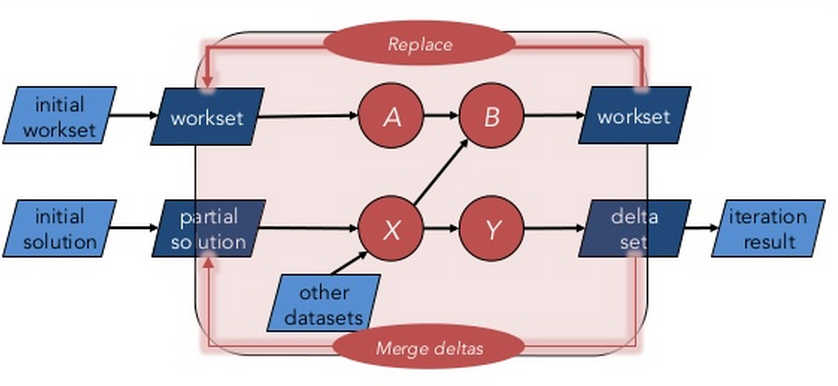 Replace
initial
workset
workset
A
B
workset
initial
solution
partial
solution
X
Y
delta
set
iteration
result
other
datasets
Merge deltas